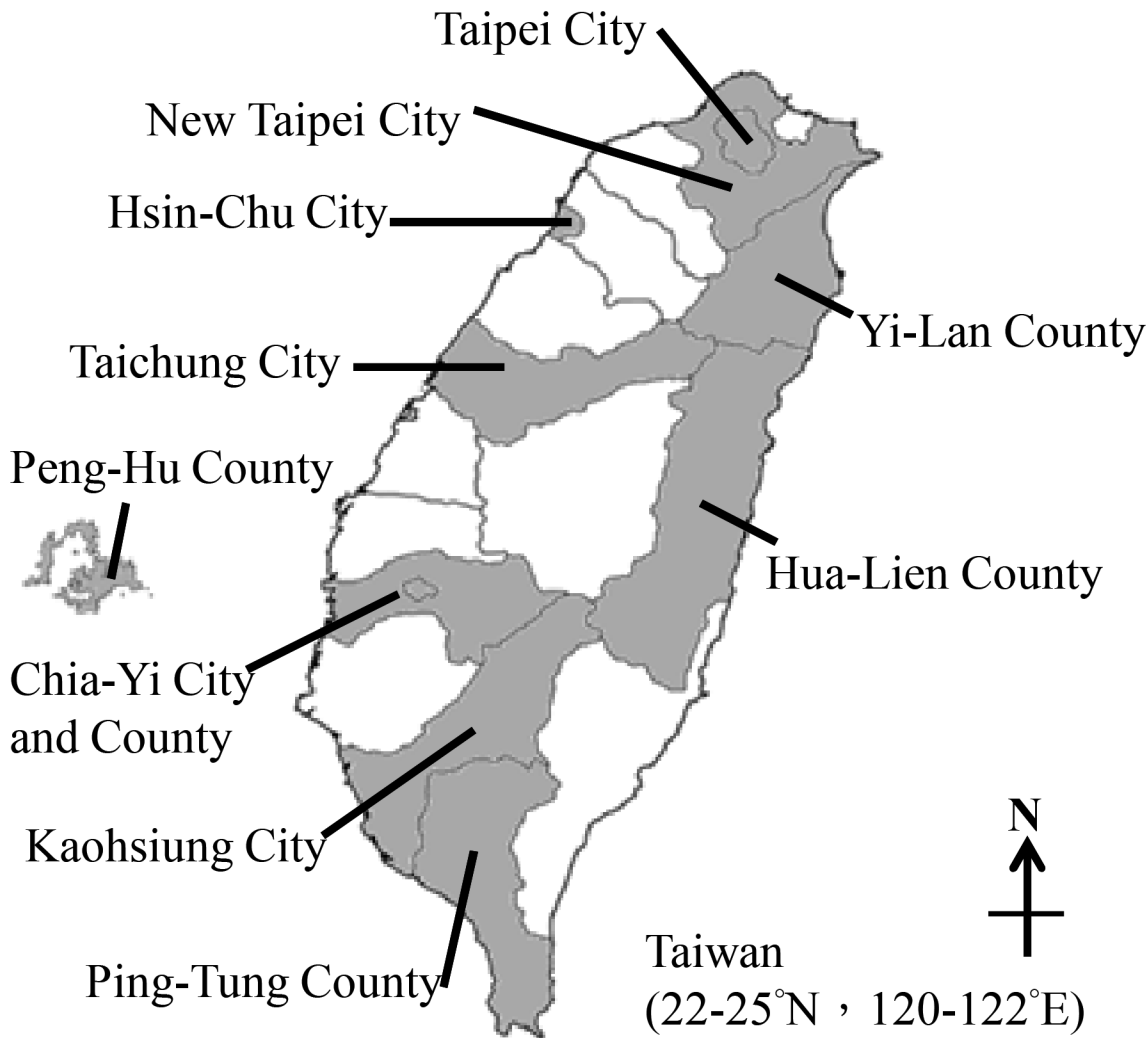 Taipei City
New Taipei City
Hsin-Chu City
Yi-Lan County
Taichung City
Peng-Hu County
Hua-Lien County
Chia-Yi City
and County
Kaohsiung City
N
Ping-Tung County
Taiwan
(22-25°N，120-122°E)